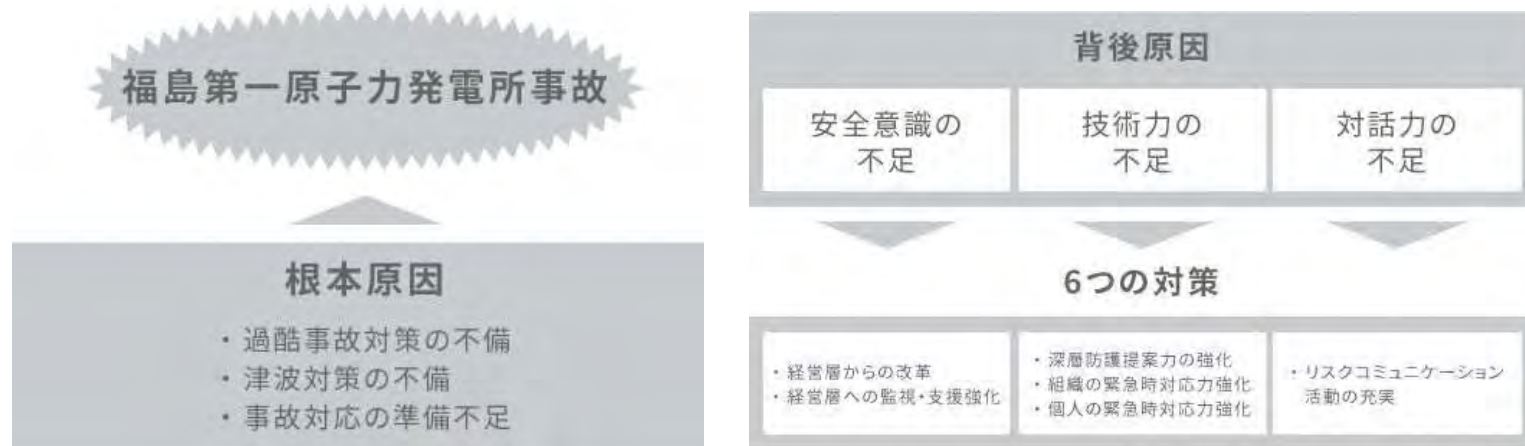 福島第一原子力発電所事故
根本原因
・過酷事故対策の不備
・津波対策の不備
・事故対応の準備不足
背後原因
安全意識の
不足
技術力の
不足
対話力の
不足
6つの対策
・経営層からの改革
・経営層への監視・支援強化
・深層防護提案力の強化
・組織の緊急時対応力強化
・個人の緊急時対応力強化
・リスクコミュニケーション
活動の充実